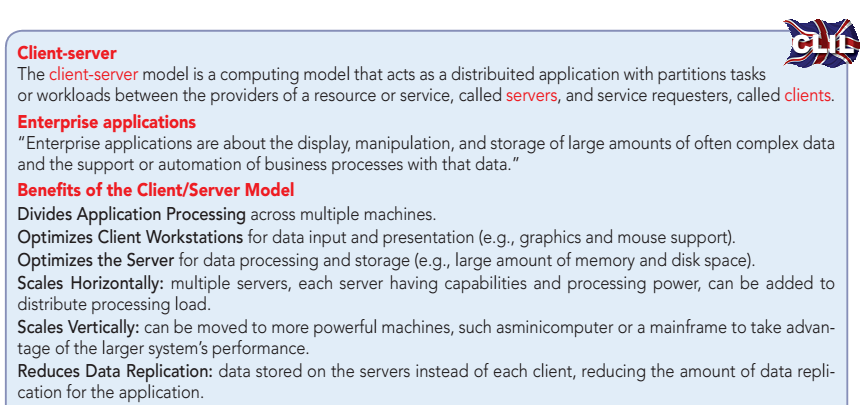 CLIL
Client-server
The client-server model is a computing model that acts as a distribuited application with partitions tasks
or workloads between the providers of a resource or service, called servers, and service requesters, called clients.
Enterprise applications
“Enterprise applications are about the display, manipulation, and storage of large amounts of often complex data
and the support or automation of business processes with that data.”
Benefits of the Client/Server Model
Divides Application Processing across multiple machines.
Optimizes Client Workstations for data input and presentation (e.g., graphics and mouse support).
Optimizes the Server for data processing and storage (e.g., large amount of memory and disk space).
Scales Horizontally: multiple servers, each server having capabilities and processing power, can be added to
distribute processing load.
Scales Vertically: can be moved to more powerful machines, such asminicomputer or a mainframe to take advan-
tage of the larger system’s performance.
Reduces Data Replication: data stored on the servers instead of each client, reducing the amount of data repli-
cation for the application.